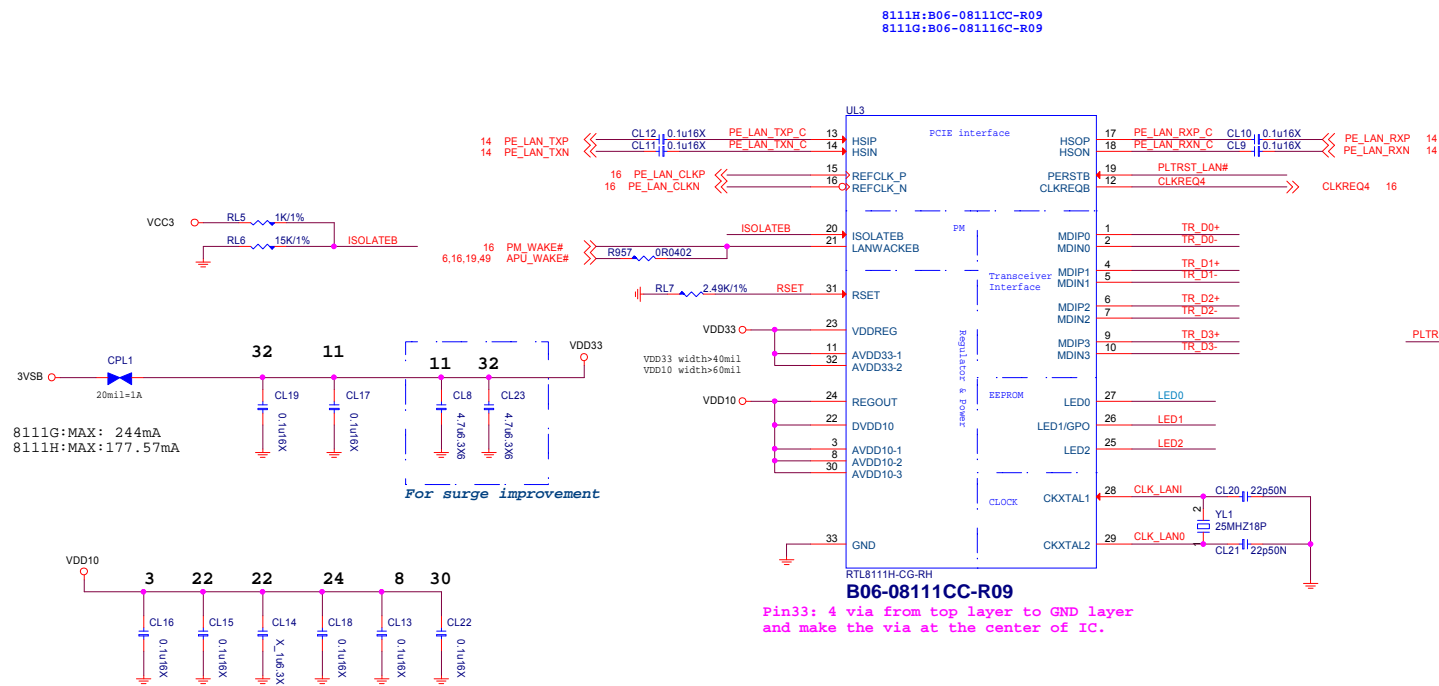 8111H:B06-08111CC-R09
8111G:B06-081116C-R09
UL3
PCIE interface
14 PE_LAN_TXP
CL12 0.1u16X
PE_LAN_TXP_C
13
HSIP
14 PE_LAN_TXN
CL11 0.1u16X
PE_LAN_TXN_C
14
HSIN
HSOP
17
PE_LAN_RXP_C
CL10 0.1u16X
PE_LAN_RXP 14
HSON
18
PE_LAN_RXN_C
CL9 0.1u16X
PE_LAN_RXN 14
16 PE_LAN_CLKP
15
REFCLK_P
16 PE_LAN_CLKN
16
REFCLK_N
PERSTB
19
PLTRST_LAN#
CLKREQB
12
CLKREQ4
CLKREQ4 16
VCC3
RL5
1K/1%
RL6
15K/1%
ISOLATEB
ISOLATEB
20
ISOLATEB
PM
16 PM_WAKE#
21
LANWACKEB
6,16,19,49 APU_WAKE#
R957
0R0402
MDIP0
1
TR_D0+
MDIN0
2
TR_D0-
MDIP1
4
TR_D1+
MDIN1
5
TR_D1-
MDIP2
6
TR_D2+
MDIN2
7
TR_D2-
MDIP3
9
TR_D3+
MDIN3
10
TR_D3-
Transceiver
Interface
RL7
2.49K/1%
RSET
31
RSET
PLTR
VDD33
23
VDDREG
11
AVDD33-1
32
AVDD33-2
VDD33 width>40mil
VDD10 width>60mil
Regulator & Power
VDD10
24
REGOUT
22
DVDD10
3
AVDD10-1
8
AVDD10-2
30
AVDD10-3
EEPROM
LED0
27
LED0
LED1/GPO
26
LED1
LED2
25
LED2
CLOCK
CKXTAL1
28
CLK_LANI
CL20 22p50N
2
YL1
25MHZ18P
1
CKXTAL2
29
CLK_LAN0
CL21 22p50N
33
GND
RTL8111H-CG-RH
B06-08111CC-R09
Pin33: 4 via from top layer to GND layer
and make the via at the center of IC.
3VSB
CPL1
20mil=1A
32
11
11
32
VDD33
CL19
0.1u16X
CL17
0.1u16X
CL8
4.7u6.3X6
CL23
4.7u6.3X6
8111G:MAX: 244mA
8111H:MAX:177.57mA
For surge improvement
VDD10
3
22
22
24
8
30
CL16
0.1u16X
CL15
0.1u16X
CL14
X_1u6.3X
CL18
0.1u16X
CL13
0.1u16X
CL22
0.1u16X